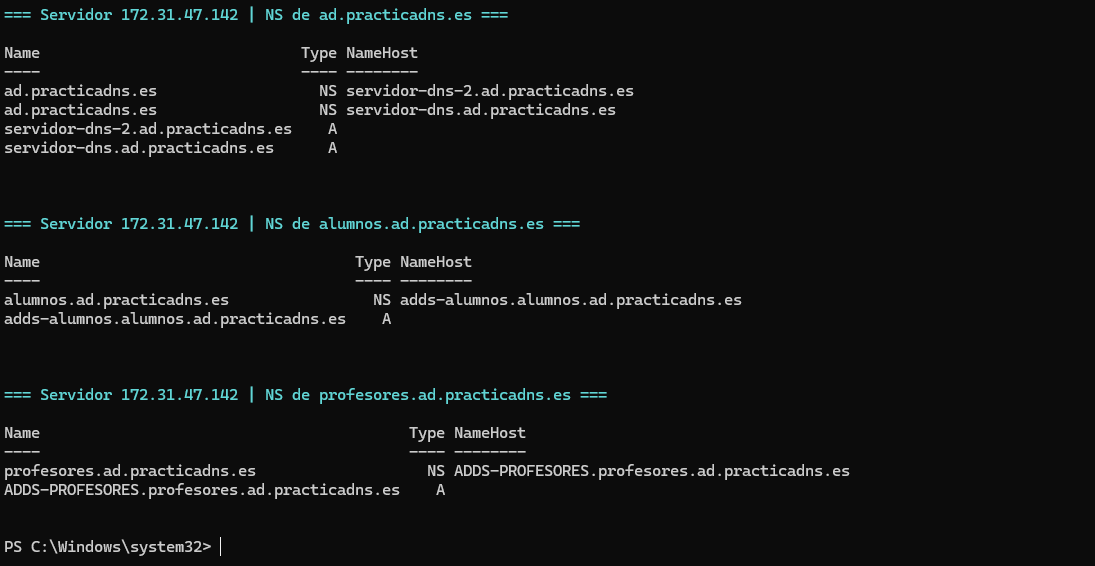 === Servidor 172.31.47.142 | NS de ad.practicadns.es ===
Name                             Type NameHost
----                             ---- --------
ad.practicadns.es                  NS servidor-dns-2.ad.practicadns.es
ad.practicadns.es                  NS servidor-dns.ad.practicadns.es
servidor-dns-2.ad.practicadns.es    A
servidor-dns.ad.practicadns.es      A
=== Servidor 172.31.47.142 | NS de alumnos.ad.practicadns.es ===
Name                                   Type NameHost
----                                   ---- --------
alumnos.ad.practicadns.es                NS adds-alumnos.alumnos.ad.practicadns.es
adds-alumnos.alumnos.ad.practicadns.es    A
=== Servidor 172.31.47.142 | NS de profesores.ad.practicadns.es ===
Name                                         Type NameHost
----                                         ---- --------
profesores.ad.practicadns.es                   NS ADDS-PROFESORES.profesores.ad.practicadns.es
ADDS-PROFESORES.profesores.ad.practicadns.es    A
PS C:\Windows\system32>